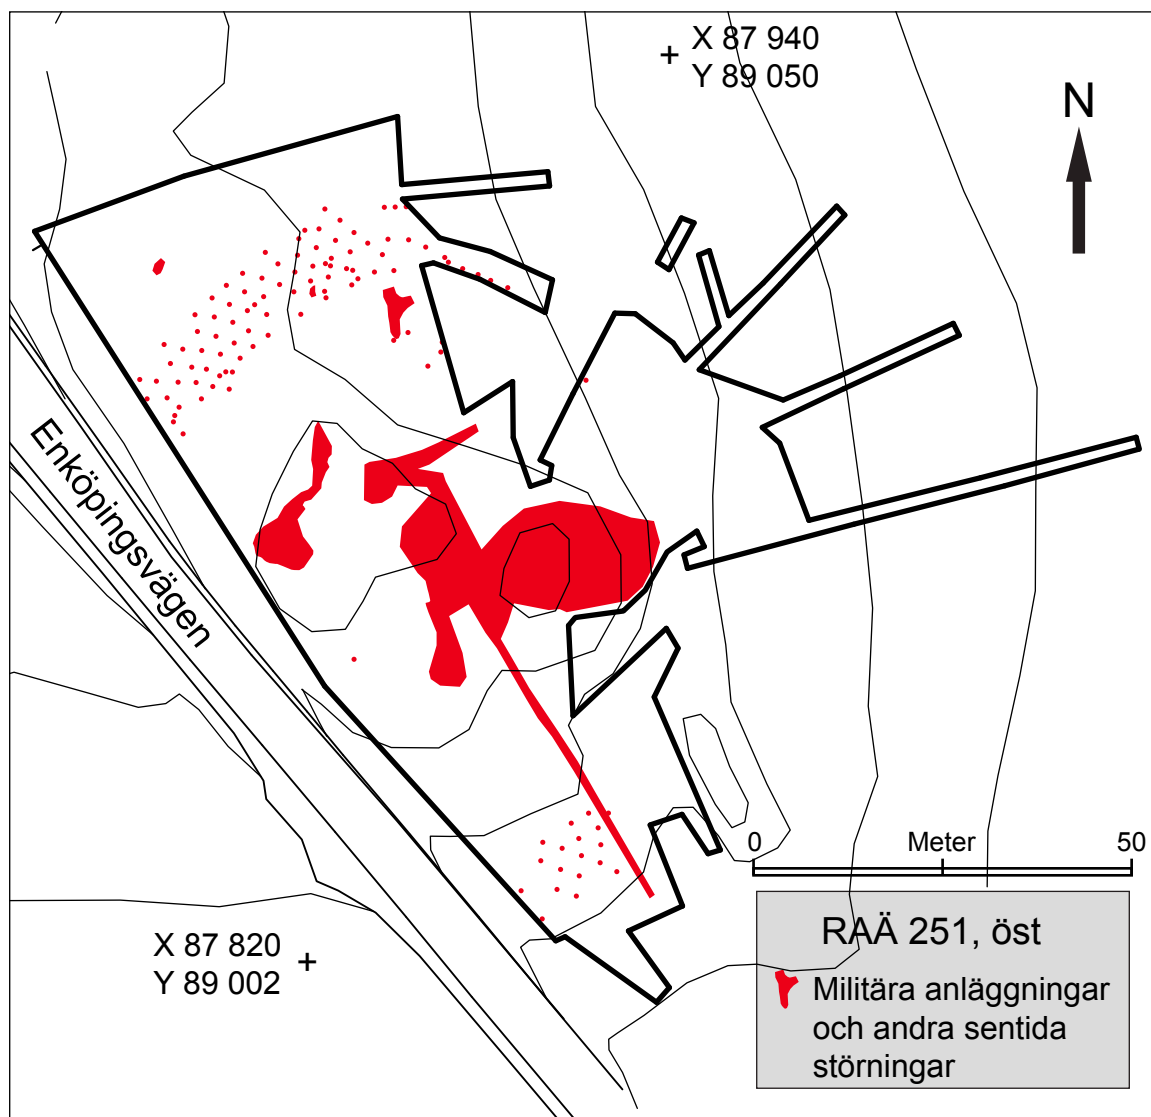 X 87 940
Y 89 050
N
Enköpingsvägen
0 Meter 50
RAÄ 251, öst
Militära anläggningar
och andra sentida
störningar
X 87 820
Y 89 002